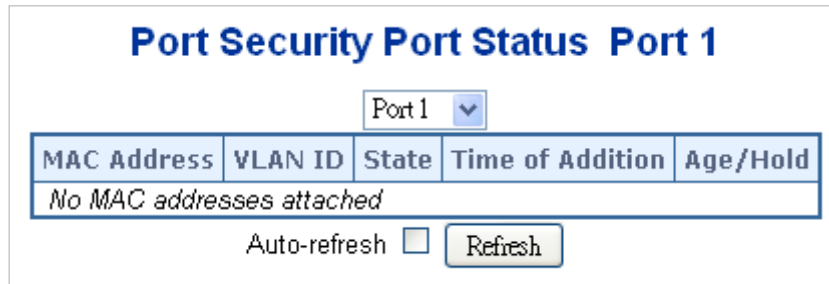 Port Security Port Status Port 1
Port 1
MAC Address VLAN ID State Time of Addition Age/Hold
No MAC addresses attached
Auto-refresh Refresh